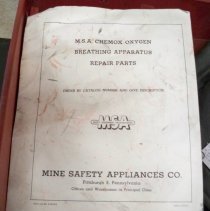 M.S.A. CHEMOX OXYGEN
BREATHING APPARATUS
REPAIR PARTS
ORDER BY CATALOG NUMBER AND GIVE DESCRIPTION
MSA
MINE SAFETY APPLIANCES CO.
Pittsburgh 8, Pennsylvania
Offices and Warehouses in Principal Cities